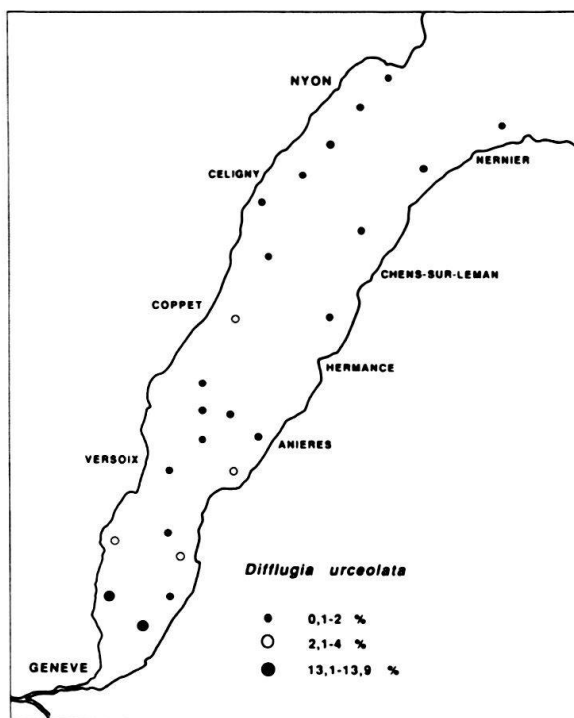 NYON
NERNIER
CELIGNY
CHENS-SUR-LEMAN
COPPET
HERMANCE
ANIERES
VERSOIX
Difflugia urceolata
0,1-2 %
2,1-4 %
13,1-13,9 %
GENEVE